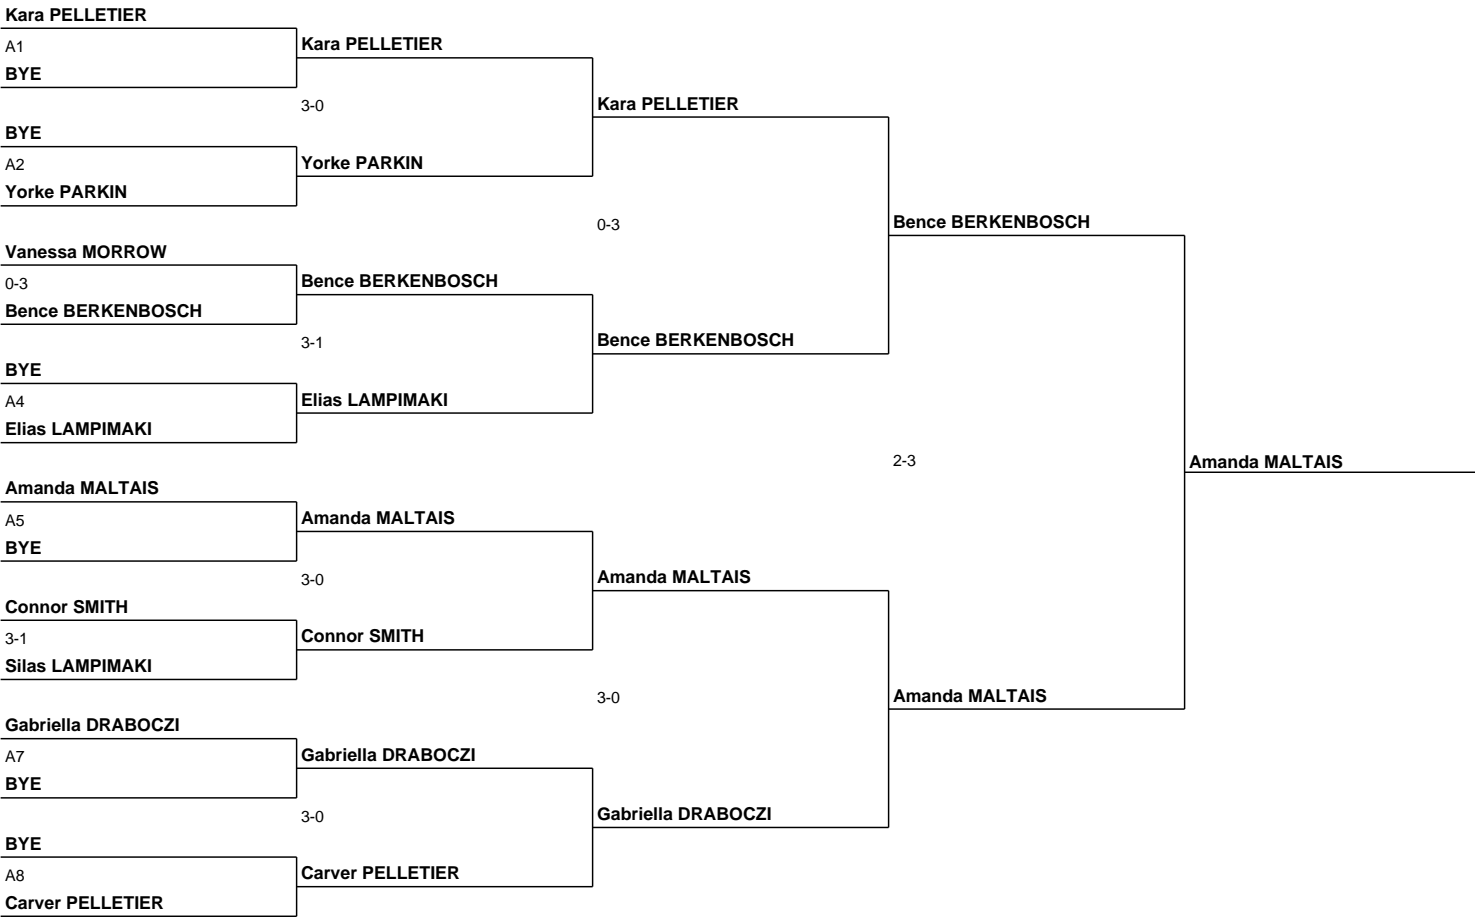 Kara PELLETIER
A1
BYE
BYE
A2
Yorke PARKIN
Vanessa MORROW
0-3
Bence BERKENBOSCH
BYE
A4
Elias LAMPIMAKI
Amanda MALTAIS
A5
BYE
Connor SMITH
3-1
Silas LAMPIMAKI
Gabriella DRABOCZI
A7
BYE
BYE
A8
Carver PELLETIER
Kara PELLETIER
3-0
Yorke PARKIN
Bence BERKENBOSCH
3-1
Elias LAMPIMAKI
Amanda MALTAIS
3-0
Connor SMITH
Gabriella DRABOCZI
3-0
Carver PELLETIER
Kara PELLETIER
0-3
Bence BERKENBOSCH
Amanda MALTAIS
3-0
Gabriella DRABOCZI
Bence BERKENBOSCH
2-3
Amanda MALTAIS
Amanda MALTAIS